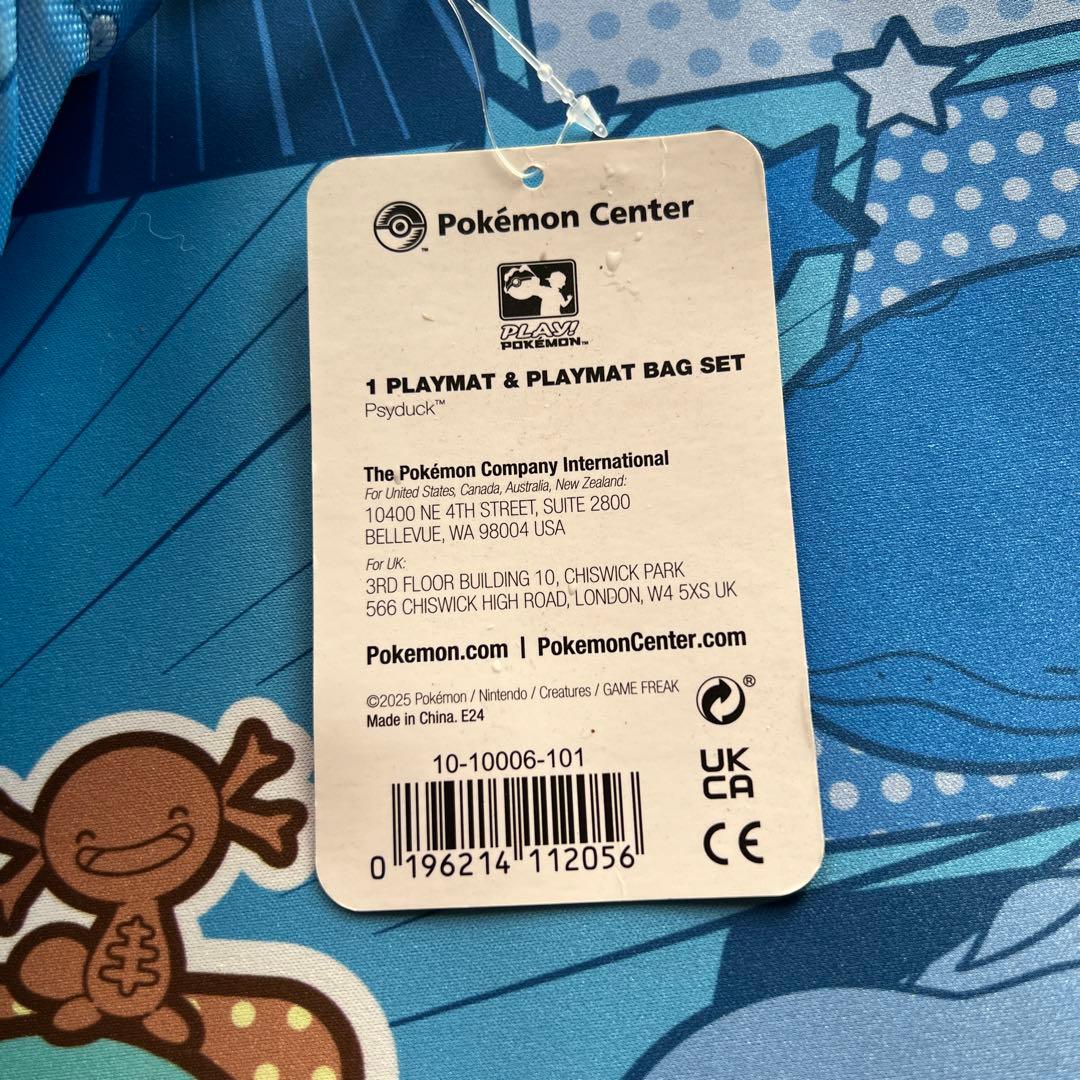 Pokémon Center
™
PLAY!
POKÉMON™
1 PLAYMAT & PLAYMAT BAG SET
Psyduck™
The Pokémon Company International
For United States, Canada, Australia, New Zealand:
10400 NE 4TH STREET, SUITE 2800
BELLEVUE, WA 98004 USA
For UK:
3RD FLOOR BUILDING 10, CHISWICK PARK
566 CHISWICK HIGH ROAD, LONDON, W4 5XS UK
Pokemon.com | PokemonCenter.com
©2025 Pokémon / Nintendo / Creatures / GAME FREAK
Made in China. E24
®
10-10006-101
UK
CA
CE
0 196214 112056